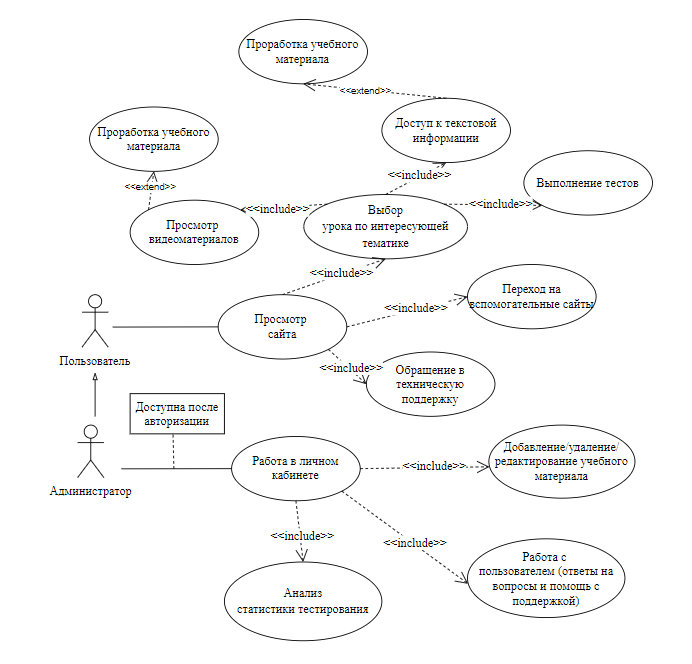 Проработка учебного
материала
<<extend>>
Доступ к текстовой
информации
Проработка учебного
материала
<<extend>>
<<include>>
Выполнение тестов
Просмотр
видеоматериалов
<<include>>
Выбор
урока по интересующей
тематике
<<include>>
<<include>>
Переход на
вспомогательные сайты
<<include>>
Просмотр
сайта
Пользователь
<<include>>
Обращение в
техническую
поддержку
Доступна после
авторизации
Администратор
Работа в личном
кабинете
<<include>>
Добавление/удаление/
редактирование учебного
материала
<<include>>
<<include>>
Работа с
пользователем (ответы на
вопросы и помощь с
поддержкой)
Анализ
статистики тестирования